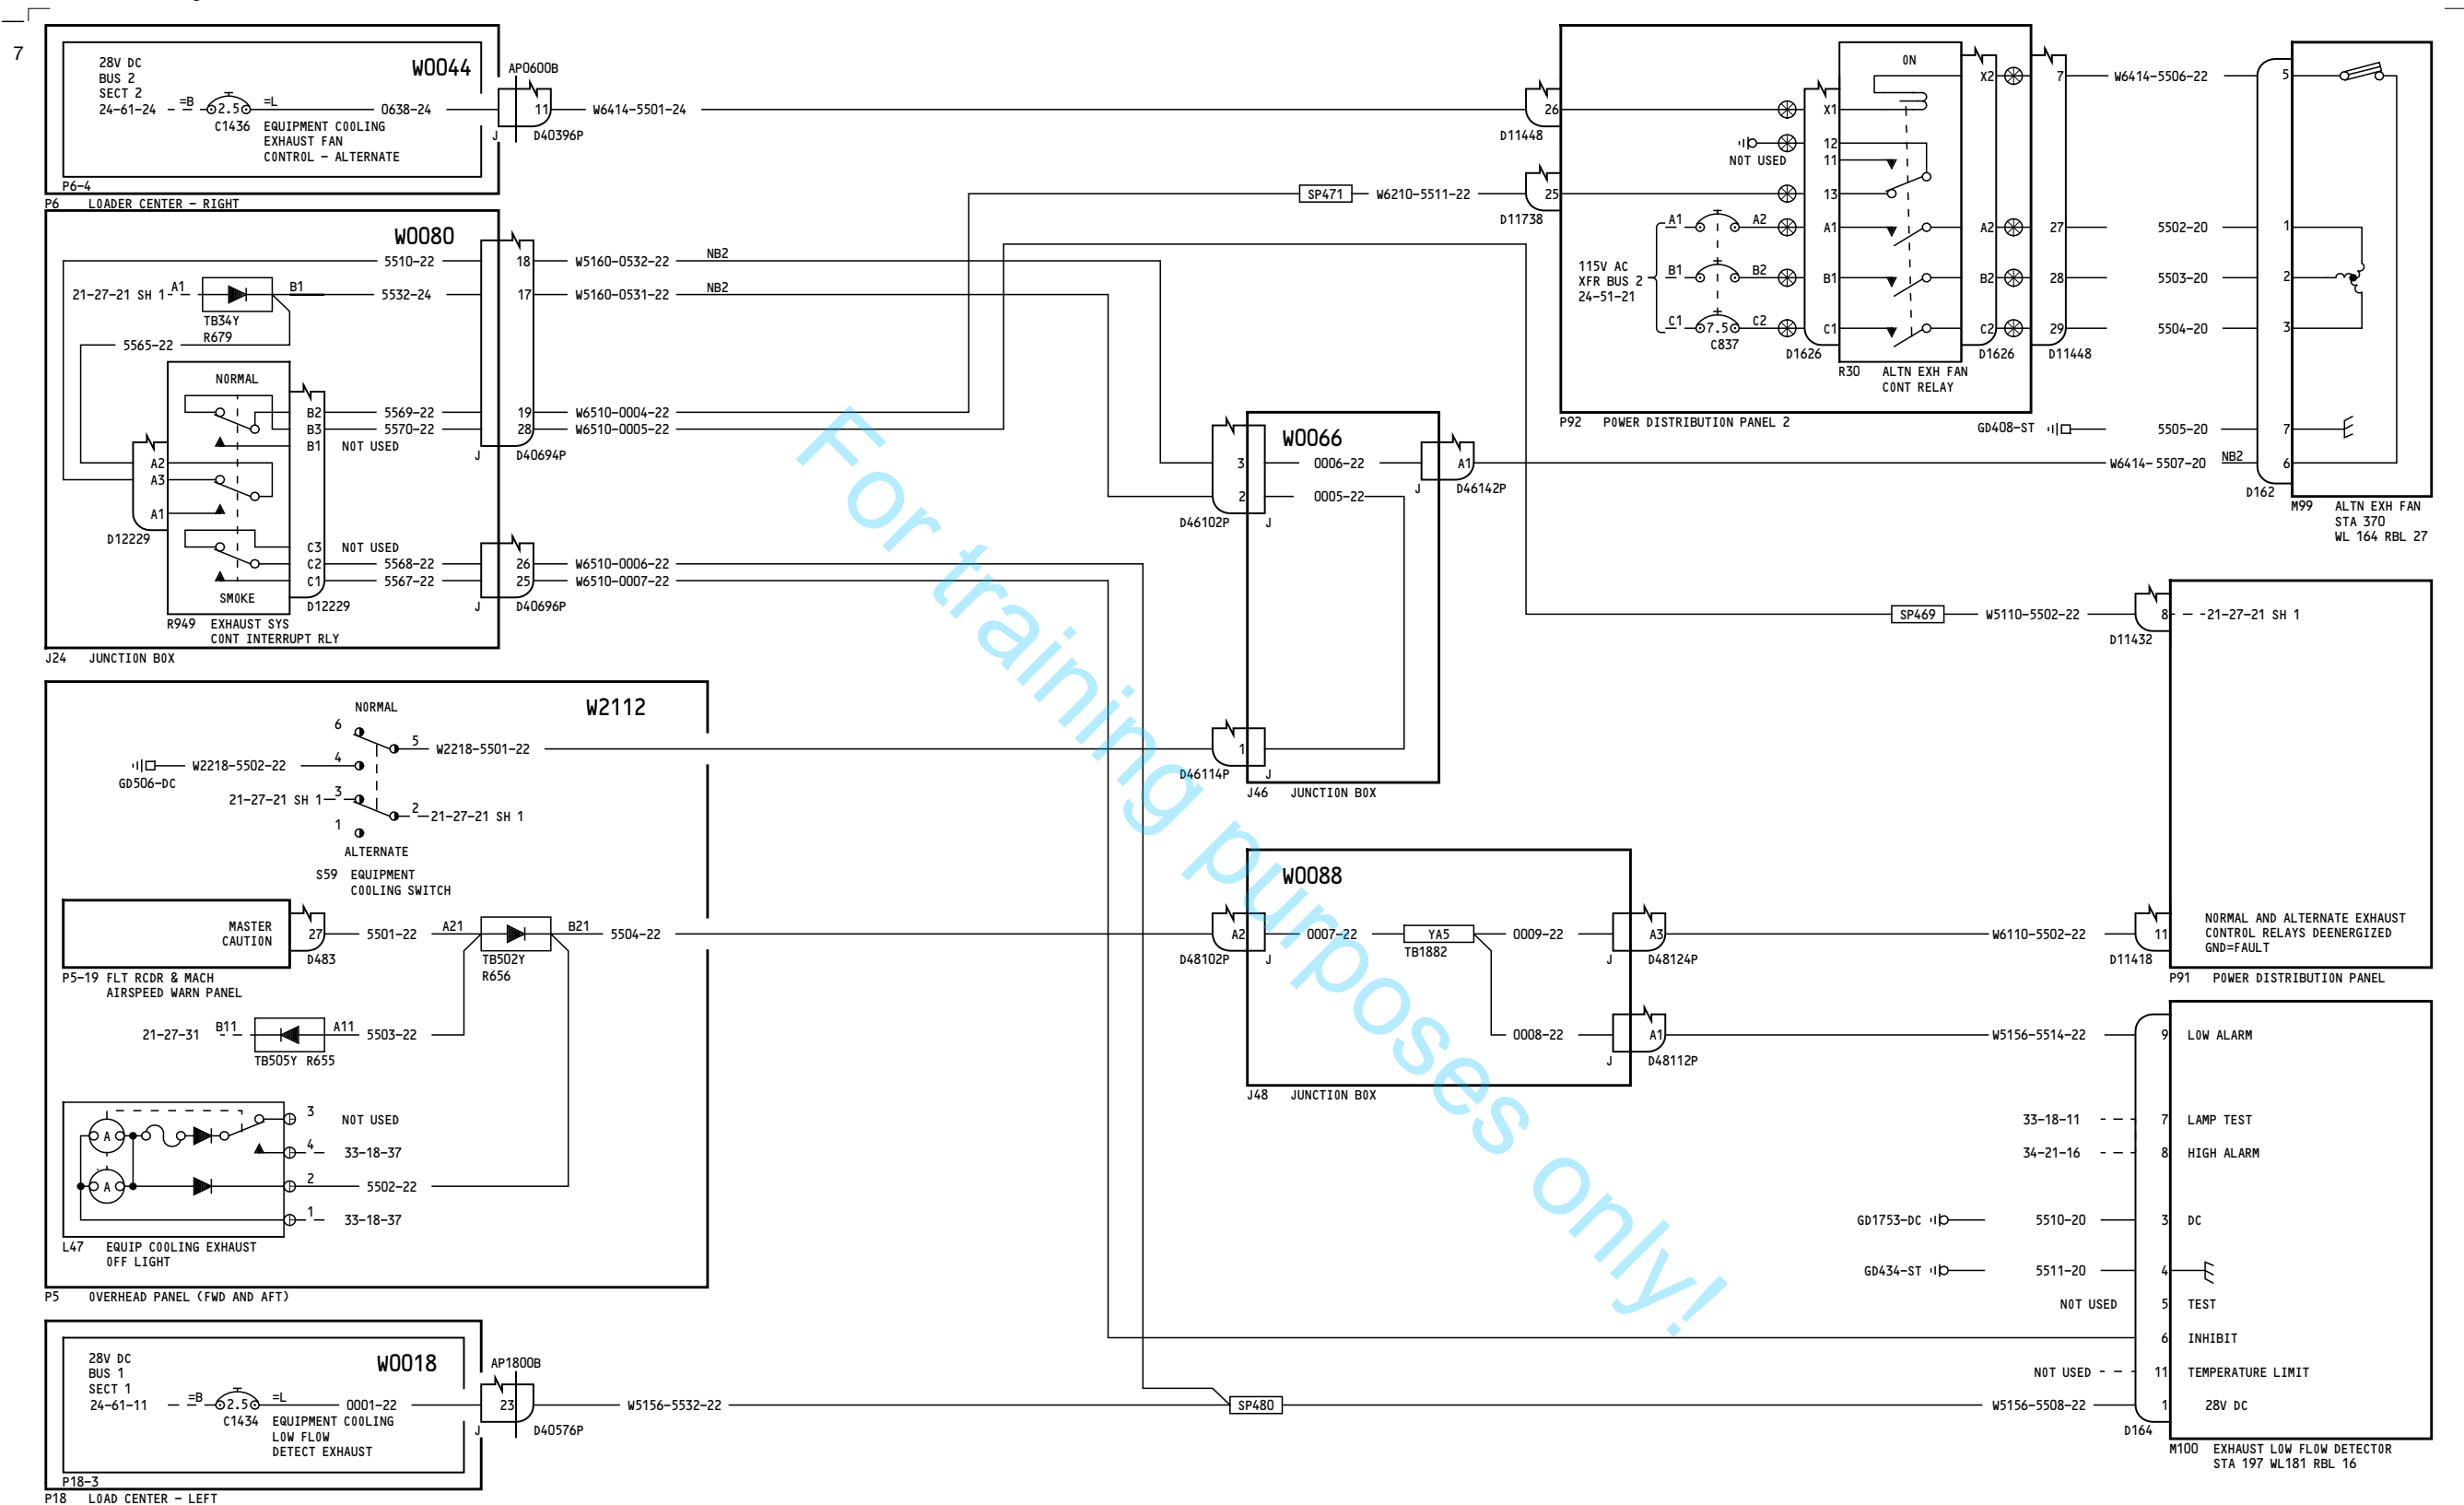 7
28V DC
BUS 2
SECT 2
24-61-24
=B
2.5
=L
C1436
EQUIPMENT COOLING
EXHAUST FAN
CONTROL - ALTERNATE
0638-24
W0044
P6-4
P6 LOADER CENTER - RIGHT
AP0600B
11
J
D40396P
W6414-5501-24
W0080
5510-22
21-27-21 SH 1
A1
B1
TB34Y
R679
5532-24
5565-22
NORMAL
B2
B3
B1
5569-22
5570-22
NOT USED
A2
A3
A1
D12229
C3
C2
C1
NOT USED
5568-22
5567-22
SMOKE
D12229
R949 EXHAUST SYS
CONT INTERRUPT RLY
J24 JUNCTION BOX
18
17
19
28
J
D40694P
26
25
J
D40696P
W5160-0532-22
NB2
W5160-0531-22
NB2
W6510-0004-22
W6510-0005-22
W6510-0006-22
W6510-0007-22
W2112
NORMAL
6
5
W2218-5501-22
4
W2218-5502-22
GD506-DC
21-27-21 SH 1
3
2
21-27-21 SH 1
1
ALTERNATE
S59 EQUIPMENT
COOLING SWITCH
MASTER
CAUTION
27
D483
5501-22
A21
B21
TB502Y
R656
5504-22
P5-19 FLT RCDR & MACH
AIRSPEED WARN PANEL
21-27-31
B11
A11
TB505Y R655
5503-22
A
A
3
NOT USED
4
33-18-37
2
5502-22
1
33-18-37
L47 EQUIP COOLING EXHAUST
OFF LIGHT
P5 OVERHEAD PANEL (FWD AND AFT)
28V DC
BUS 1
SECT 1
24-61-11
=B
2.5
=L
C1434
EQUIPMENT COOLING
LOW FLOW
DETECT EXHAUST
0001-22
W0018
P18-3
P18 LOAD CENTER - LEFT
AP1800B
23
J
D40576P
W5156-5532-22
SP480
W5156-5508-22
W0066
3
2
D46102P
J
0006-22
0005-22
A1
J
D46142P
1
D46114P
J
J46 JUNCTION BOX
W0088
A2
D48102P
J
0007-22
YA5
TB1882
0009-22
0008-22
A3
J
D48124P
A1
J
D48112P
J48 JUNCTION BOX
SP471
W6210-5511-22
26
D11448
25
D11738
NOT USED
115V AC
XFR BUS 2
24-51-21
A1
A2
B1
B2
C1
7.5
C2
C837
X1
12
11
13
A1
B1
C1
D1626
ON
X2
A2
B2
C2
D1626
R30 ALTN EXH FAN
CONT RELAY
7
27
28
29
D11448
P92 POWER DISTRIBUTION PANEL 2
W6414-5506-22
5502-20
5503-20
5504-20
GD408-ST
5505-20
W6414-5507-20
NB2
5
1
2
3
7
6
D162
M99 ALTN EXH FAN
STA 370
WL 164 RBL 27
SP469
W5110-5502-22
8
D11432
21-27-21 SH 1
W6110-5502-22
11
D11418
NORMAL AND ALTERNATE EXHAUST
CONTROL RELAYS DEENERGIZED
GND=FAULT
P91 POWER DISTRIBUTION PANEL
W5156-5514-22
9 LOW ALARM
33-18-11
7 LAMP TEST
34-21-16
8 HIGH ALARM
GD1753-DC
5510-20
3 DC
GD434-ST
5511-20
4
NOT USED
5 TEST
6 INHIBIT
NOT USED
11 TEMPERATURE LIMIT
1 28V DC
D164
M100 EXHAUST LOW FLOW DETECTOR
STA 197 WL181 RBL 16
For training purposes only!